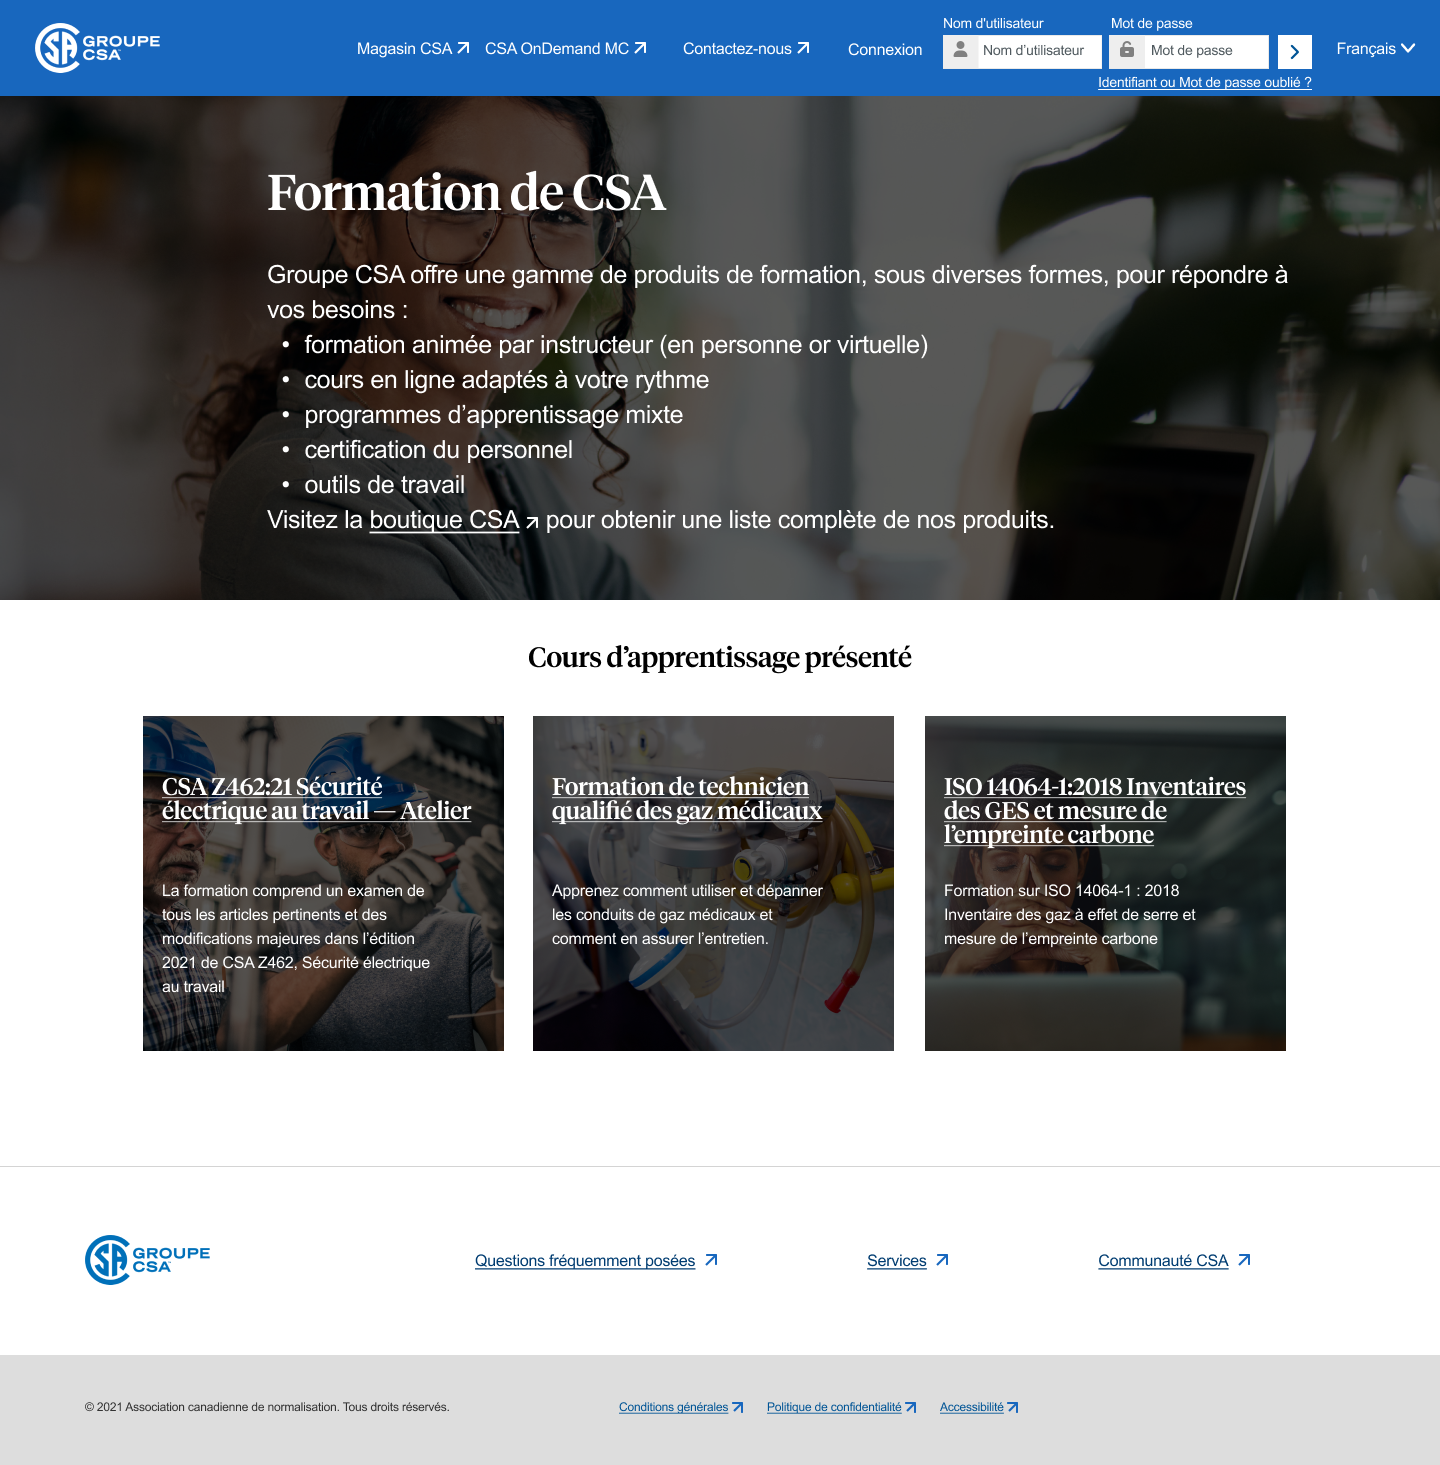 GROUPE
CSA
Magasin CSA
CSA OnDemand MC
Contactez-nous
Connexion
Nom d'utilisateur
Mot de passe
Nom d'utilisateur
Mot de passe
Identifiant ou Mot de passe oublié ?
Français
Formation de CSA
Groupe CSA offre une gamme de produits de formation, sous diverses formes, pour répondre à
vos besoins :
• formation animée par instructeur (en personne or virtuelle)
• cours en ligne adaptés à votre rythme
• programmes d’apprentissage mixte
• certification du personnel
• outils de travail
Visitez la boutique CSA pour obtenir une liste complète de nos produits.
Cours d’apprentissage présenté
CSA Z462:21 Sécurité
électrique au travail — Atelier
La formation comprend un examen de
tous les articles pertinents et des
modifications majeures dans l’édition
2021 de CSA Z462, Sécurité électrique
au travail
Formation de technicien
qualifié des gaz médicaux
Apprenez comment utiliser et dépanner
les conduits de gaz médicaux et
comment en assurer l’entretien.
ISO 14064-1:2018 Inventaires
des GES et mesure de
l’empreinte carbone
Formation sur ISO 14064-1 : 2018
Inventaire des gaz à effet de serre et
mesure de l’empreinte carbone
GROUPE
CSA
Questions fréquemment posées
Services
Communauté CSA
© 2021 Association canadienne de normalisation. Tous droits réservés.
Conditions générales
Politique de confidentialité
Accessibilité